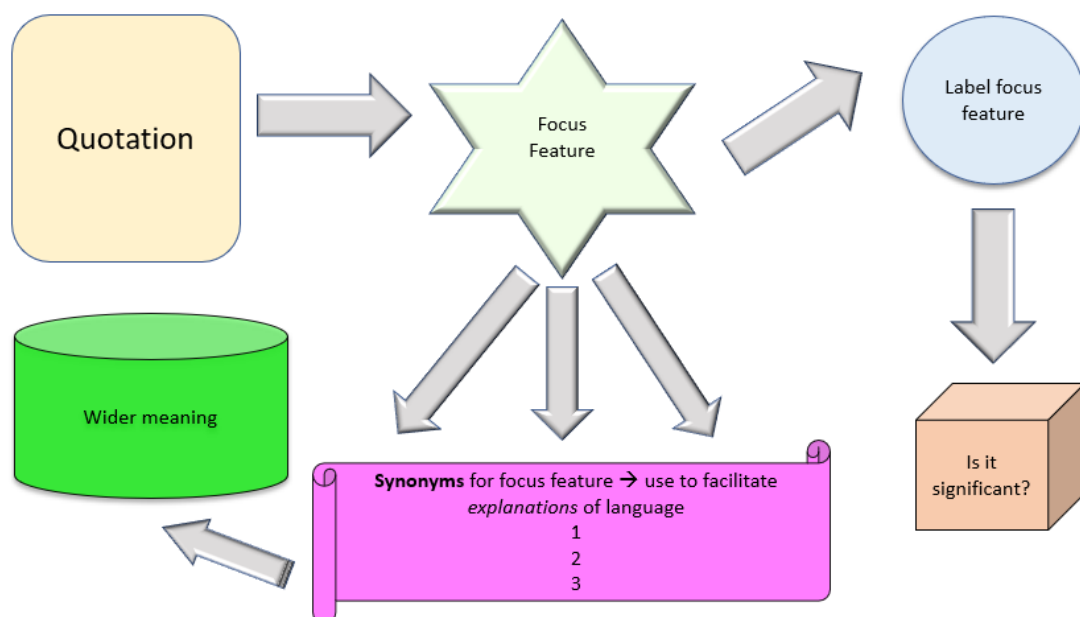 Quotation
Focus
Feature
Label focus
feature
Wider meaning
Synonyms for focus feature → use to facilitate
explanations of language
1
2
3
Is it
significant?